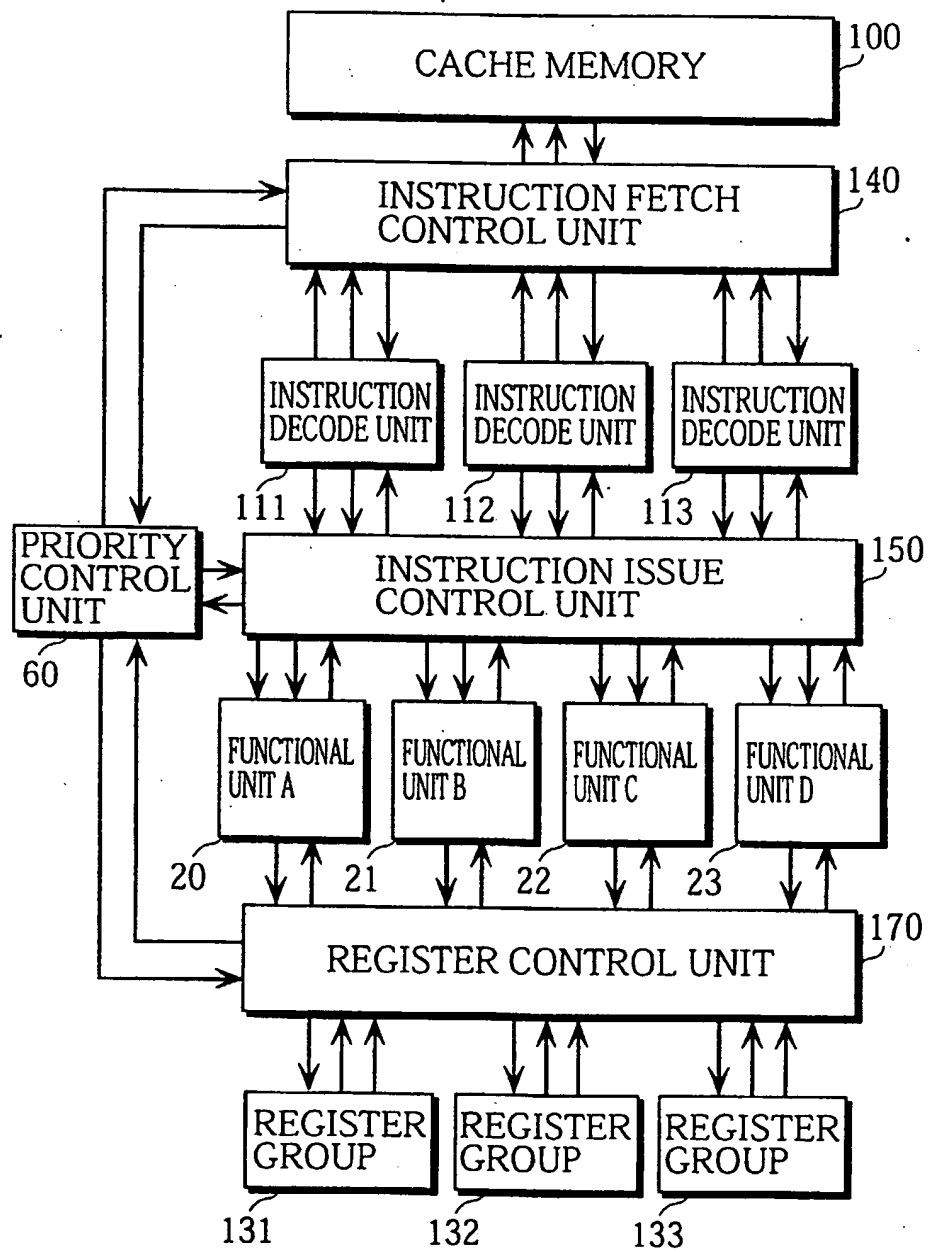 CACHE MEMORY
100
INSTRUCTION FETCH
CONTROL UNIT
140
INSTRUCTION
DECODE UNIT
111
INSTRUCTION
DECODE UNIT
112
INSTRUCTION
DECODE UNIT
113
PRIORITY
CONTROL
UNIT
60
INSTRUCTION ISSUE
CONTROL UNIT
150
FUNCTIONAL
UNIT A
20
FUNCTIONAL
UNIT B
21
FUNCTIONAL
UNIT C
22
FUNCTIONAL
UNIT D
23
REGISTER CONTROL UNIT
170
REGISTER
GROUP
131
REGISTER
GROUP
132
REGISTER
GROUP
133